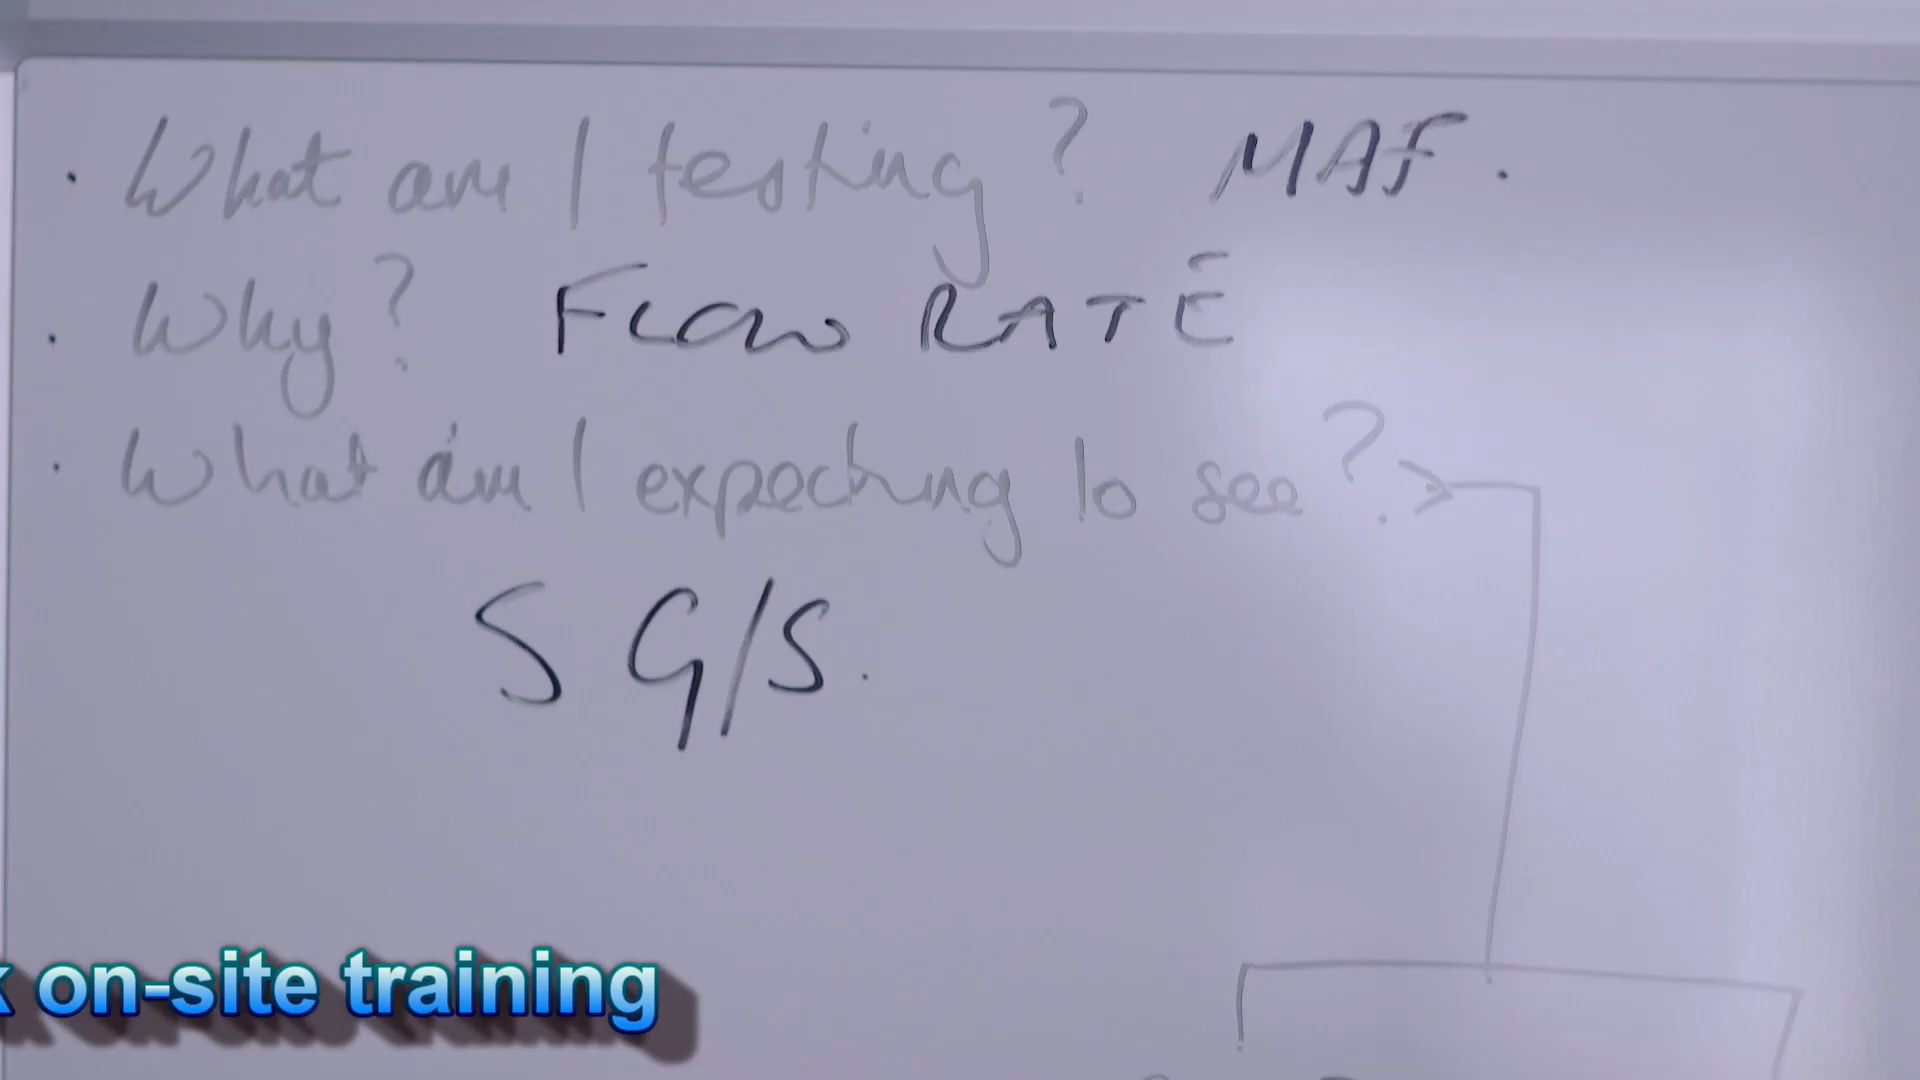 · What am I testing? MAF.
· Why? FLOW RATE
· What am I expecting to see?
5 G/S.
on-site training